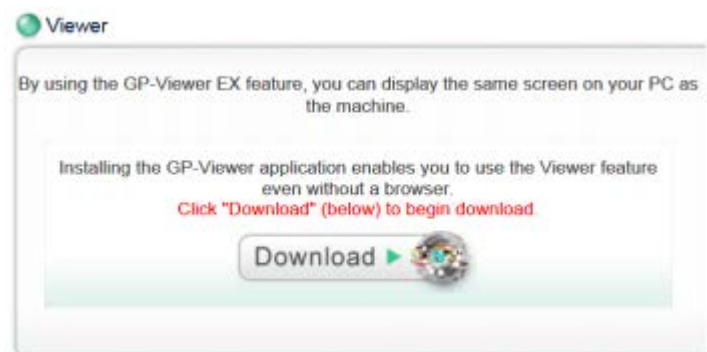 Viewer
By using the GP-Viewer EX feature, you can display the same screen on your PC as
the machine.
Installing the GP-Viewer application enables you to use the Viewer feature
even without a browser.
Click "Download" (below) to begin download.
Download